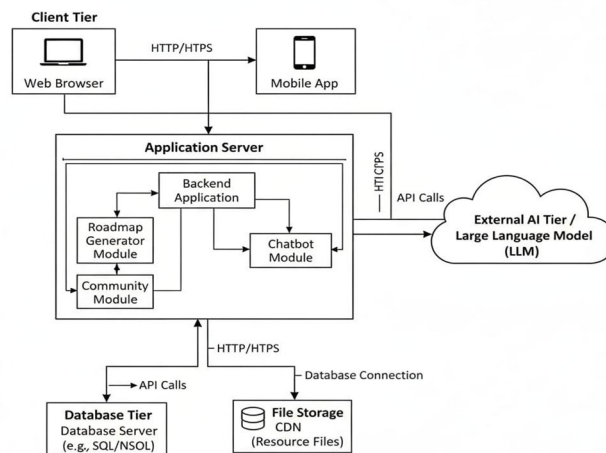 Client Tier
HTTP/HTPS
Web Browser
Mobile App
Application Server
Backend
Application
Roadmap
Generator
Module
Chatbot
Module
Community
Module
API Calls
External AI Tier /
Large Language Model
(LLM)
HTTP/HTPS
Database Connection
API Calls
Database Tier
Database Server
(e.g., SQL/NSOL)
File Storage
CDN
(Resource Files)